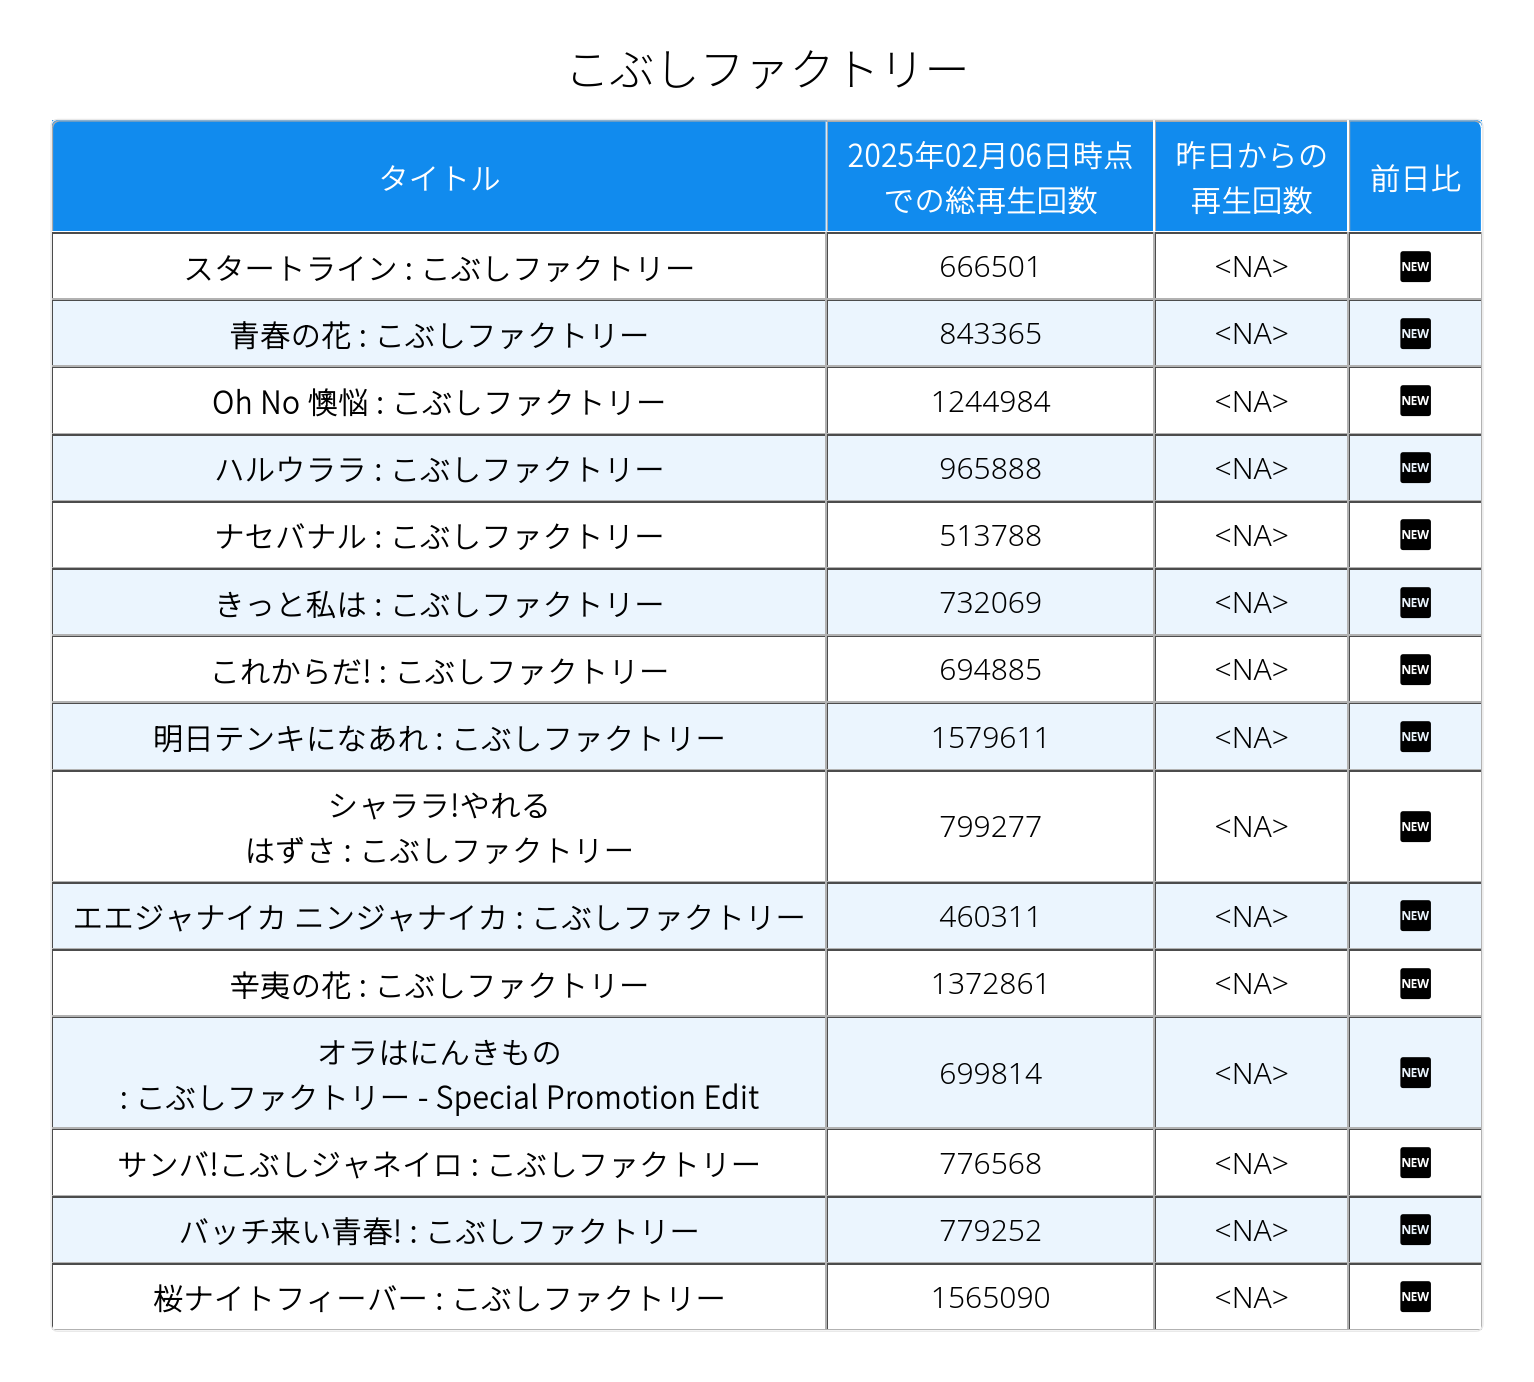 こぶしファクトリー
タイトル
2025年02月06日時点
での総再生回数
昨日からの
再生回数
前日比
スタートライン : こぶしファクトリー 666501 <NA> NEW
青春の花 : こぶしファクトリー 843365 <NA> NEW
Oh No 懊悩 : こぶしファクトリー 1244984 <NA> NEW
ハルウララ : こぶしファクトリー 965888 <NA> NEW
ナセバナル : こぶしファクトリー 513788 <NA> NEW
きっと私は : こぶしファクトリー 732069 <NA> NEW
これからだ! : こぶしファクトリー 694885 <NA> NEW
明日テンキになあれ : こぶしファクトリー 1579611 <NA> NEW
シャララ!やれる
はずさ : こぶしファクトリー 799277 <NA> NEW
エエジャナイカ ニンジャナイカ : こぶしファクトリー 460311 <NA> NEW
辛夷の花 : こぶしファクトリー 1372861 <NA> NEW
オラはにんきもの
: こぶしファクトリー - Special Promotion Edit 699814 <NA> NEW
サンバ!こぶしジャネイロ : こぶしファクトリー 776568 <NA> NEW
バッチ来い青春! : こぶしファクトリー 779252 <NA> NEW
桜ナイトフィーバー : こぶしファクトリー 1565090 <NA> NEW